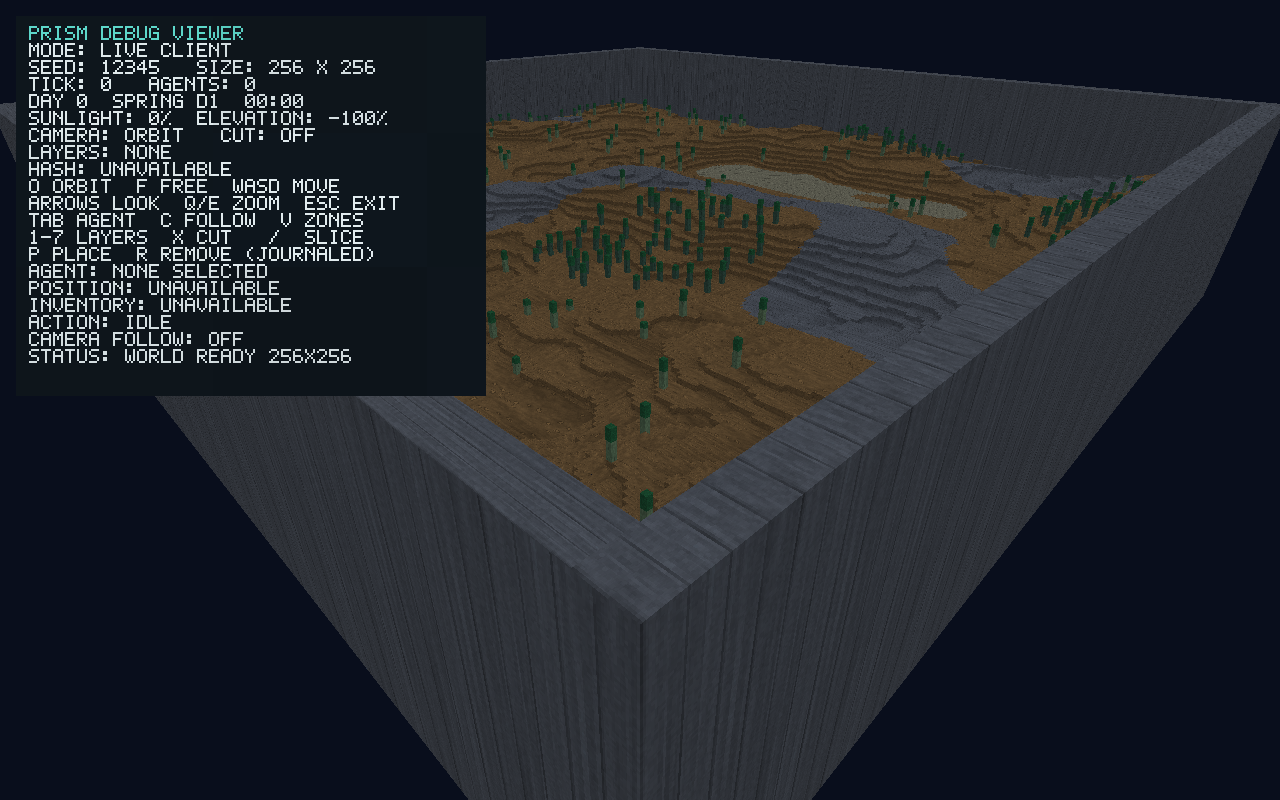 PRISM DEBUG VIEWER
MODE: LIVE CLIENT
SEED: 12345 SIZE: 256 X 256
TICK: 0 AGENTS: 0
DAY 0 SPRING D1 00:00
SUNLIGHT: 0% ELEVATION: -100%
CAMERA: ORBIT CUT: OFF
LAYERS: NONE
HASH: UNAVAILABLE
O ORBIT F FREE WASD MOVE
ARROWS LOOK Q/E ZOOM ESC EXIT
TAB AGENT C FOLLOW V ZONES
1-7 LAYERS X CUT / SLICE
P PLACE R REMOVE (JOURNALED)
AGENT: NONE SELECTED
POSITION: UNAVAILABLE
INVENTORY: UNAVAILABLE
ACTION: IDLE
CAMERA FOLLOW: OFF
STATUS: WORLD READY 256X256